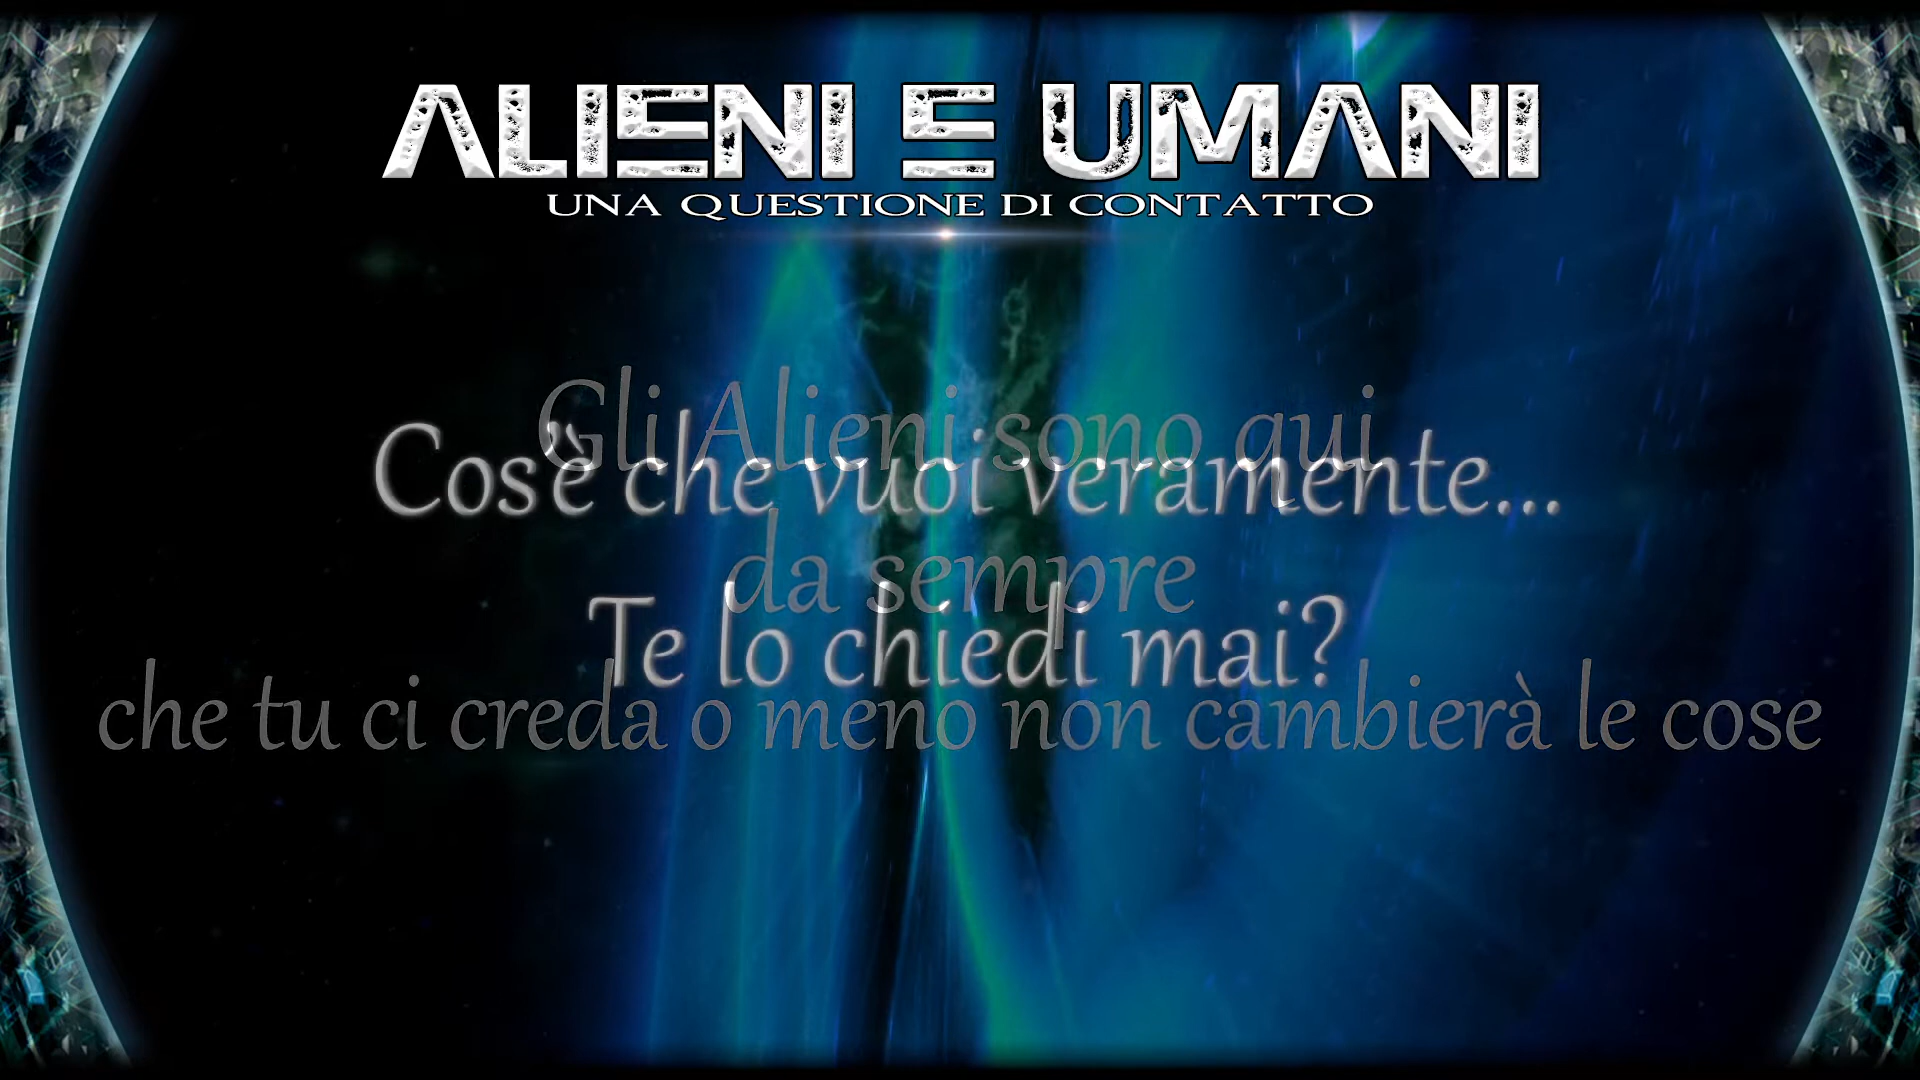 ALIENI E UMANI
UNA QUESTIONE DI CONTATTO
Gli Alieni sono qui
Cos'è che vuoi veramente...
da sempre
Te lo chiedi mai?
che tu ci creda o meno non cambierà le cose